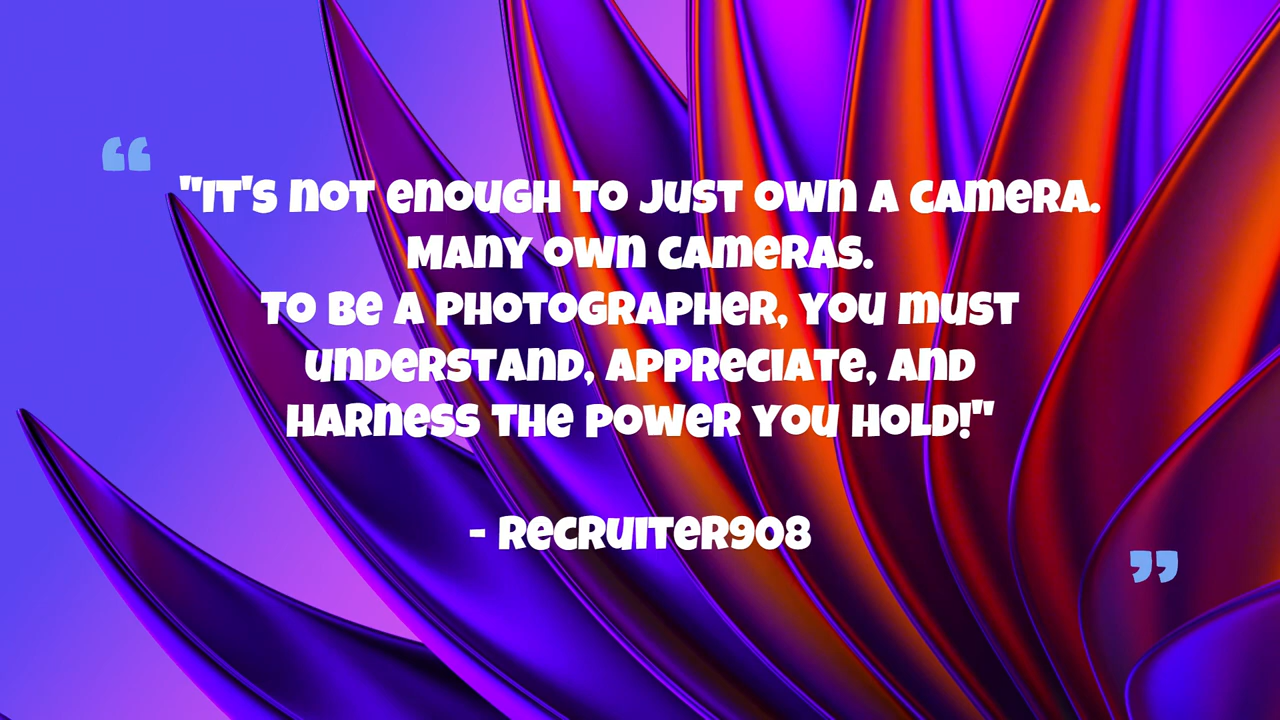 “
"It's not enough to just own a camera.
Many own cameras.
To be a photographer, you must
understand, appreciate, and
harness the power you hold!"
- Recruiter908
”